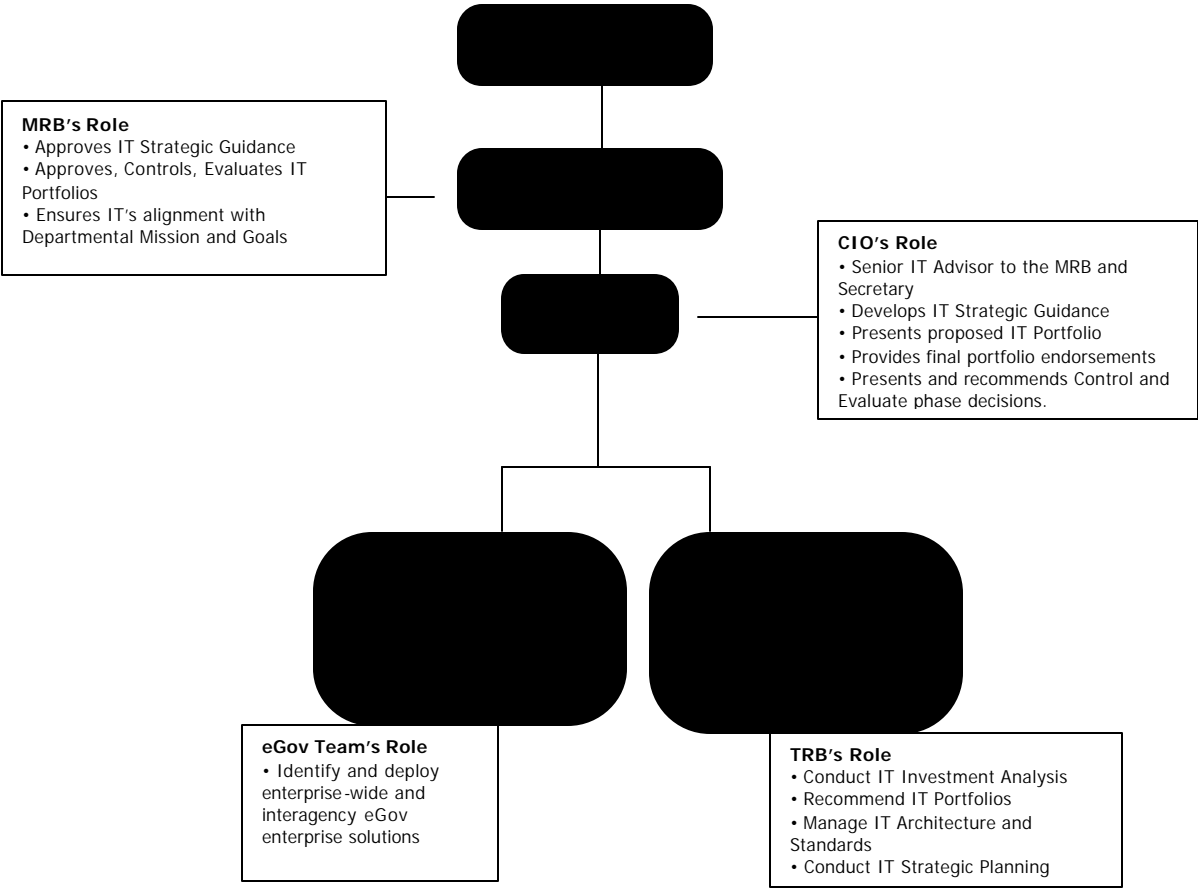 MRB's Role
• Approves IT Strategic Guidance
• Approves, Controls, Evaluates IT
Portfolios
• Ensures IT's alignment with
Departmental Mission and Goals
CIO's Role
• Senior IT Advisor to the MRB and
Secretary
• Develops IT Strategic Guidance
• Presents proposed IT Portfolio
• Provides final portfolio endorsements
• Presents and recommends Control and
Evaluate phase decisions.
eGov Team's Role
• Identify and deploy
enterprise-wide and
interagency eGov
enterprise solutions
TRB's Role
• Conduct IT Investment Analysis
• Recommend IT Portfolios
• Manage IT Architecture and
Standards
• Conduct IT Strategic Planning